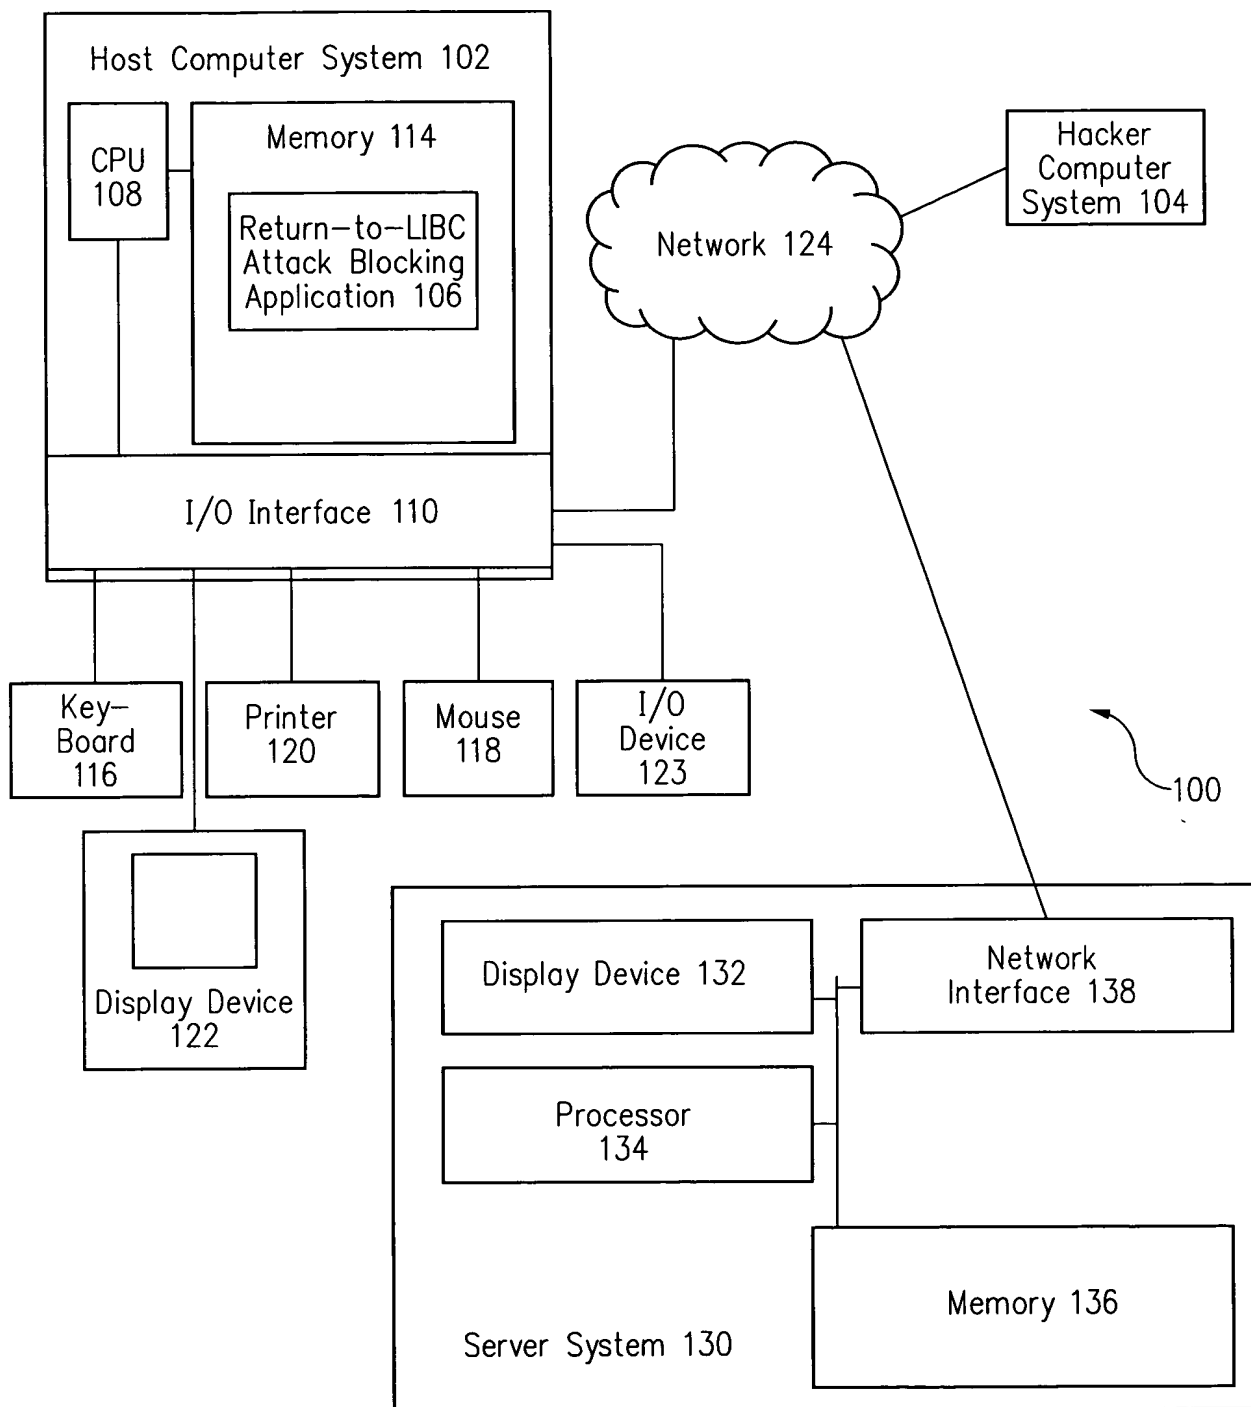 Host Computer System 102
CPU
108
Memory 114
Return-to-LIBC
Attack Blocking
Application 106
I/O Interface 110
Network 124
Hacker
Computer
System 104
Key-
Board
116
Printer
120
Mouse
118
I/O
Device
123
Display Device
122
100
Display Device 132
Network
Interface 138
Processor
134
Memory 136
Server System 130